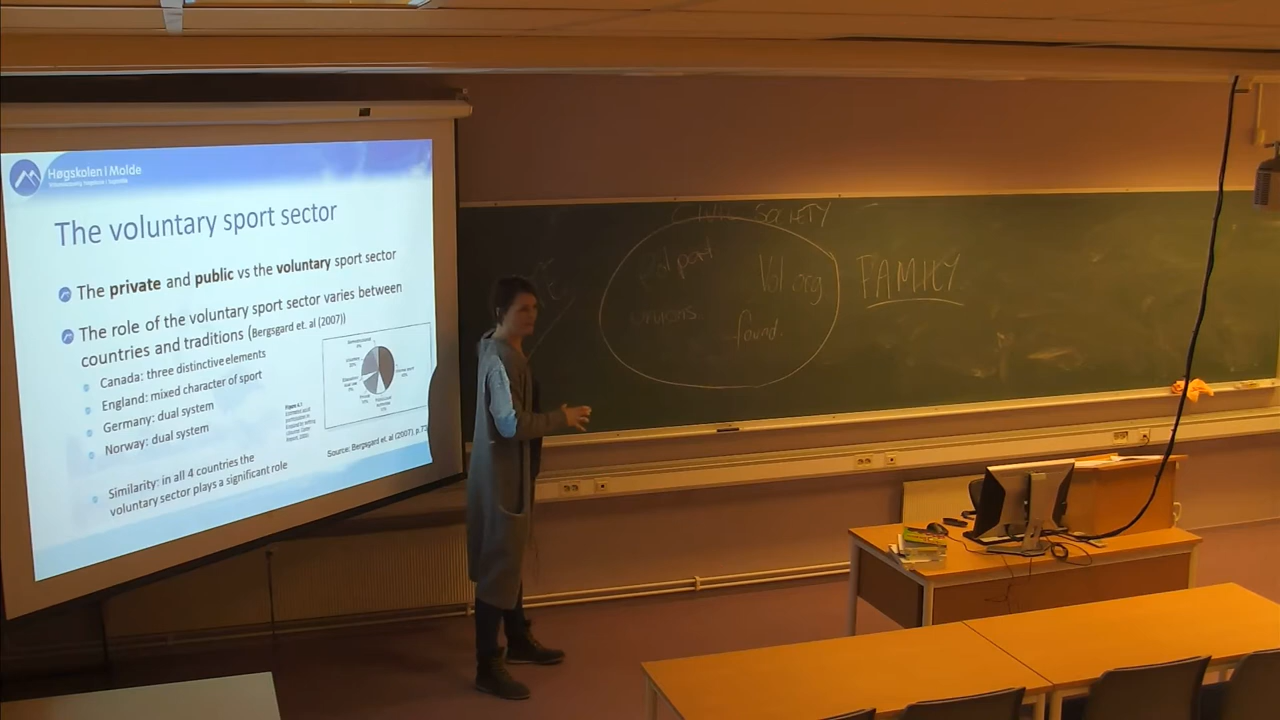 Høgskolen i Molde
The voluntary sport sector
The private and public vs the voluntary sport sector
The role of the voluntary sport sector varies between
countries and traditions (Bergsgard et. al (2007))
Canada: three distinctive elements
England: mixed character of sport
Germany: dual system
Norway: dual system
Similarity: in all 4 countries the
voluntary sector plays a significant role
Source: Bergsgard et. al (2007), p.73
CIVIL SOCIETY
Vol. org
unions
found.
FAMILY